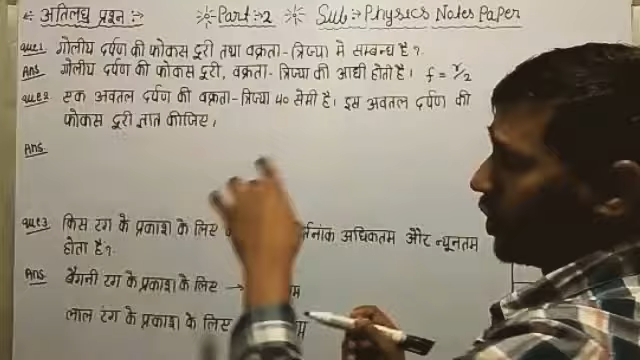 अतिलघु प्रश्न :→ Part:2 Sub:→ Physics Notes Paper
Que1 गोलीय दर्पण की फोकस दूरी तथा वक्रता-त्रिज्या में सम्बन्ध है?
Ans गोलीय दर्पण की फोकस दूरी, वक्रता-त्रिज्या की आधी होती है। f = r/2
Que2 एक अवतल दर्पण की वक्रता-त्रिज्या 40 सेमी है। इस अवतल दर्पण की
फोकस दूरी ज्ञात कीजिए,
Ans.
Que3 किस रंग के प्रकाश के लिए अधिकतम और न्यूनतम
होता है?
Ans. बैंगनी रंग के प्रकाश के लिए →
लाल रंग के प्रकाश के लिए